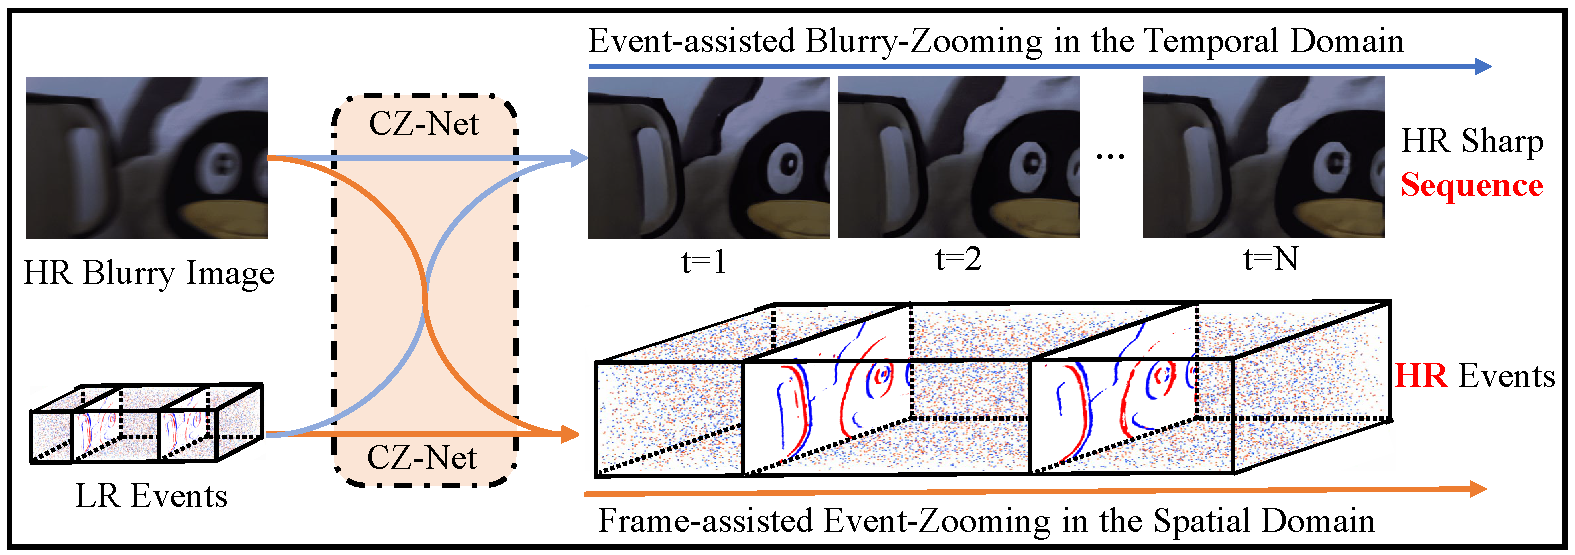 Event-assisted Blurry-Zooming in the Temporal Domain
CZ-Net
HR Blurry Image
t=1
t=2
...
t=N
HR Sharp
Sequence
LR Events
CZ-Net
HR Events
Frame-assisted Event-Zooming in the Spatial Domain